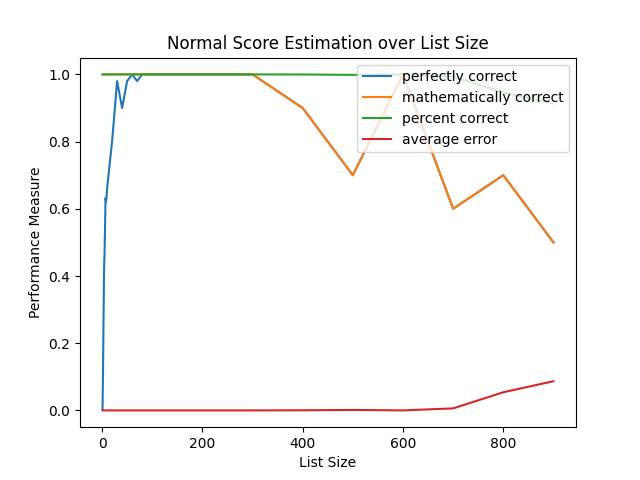 Normal Score Estimation over List Size
perfectly correct
mathematically correct
percent correct
average error
1.0
0.8
0.6
0.4
0.2
0.0
Performance Measure
0 200 400 600 800
List Size